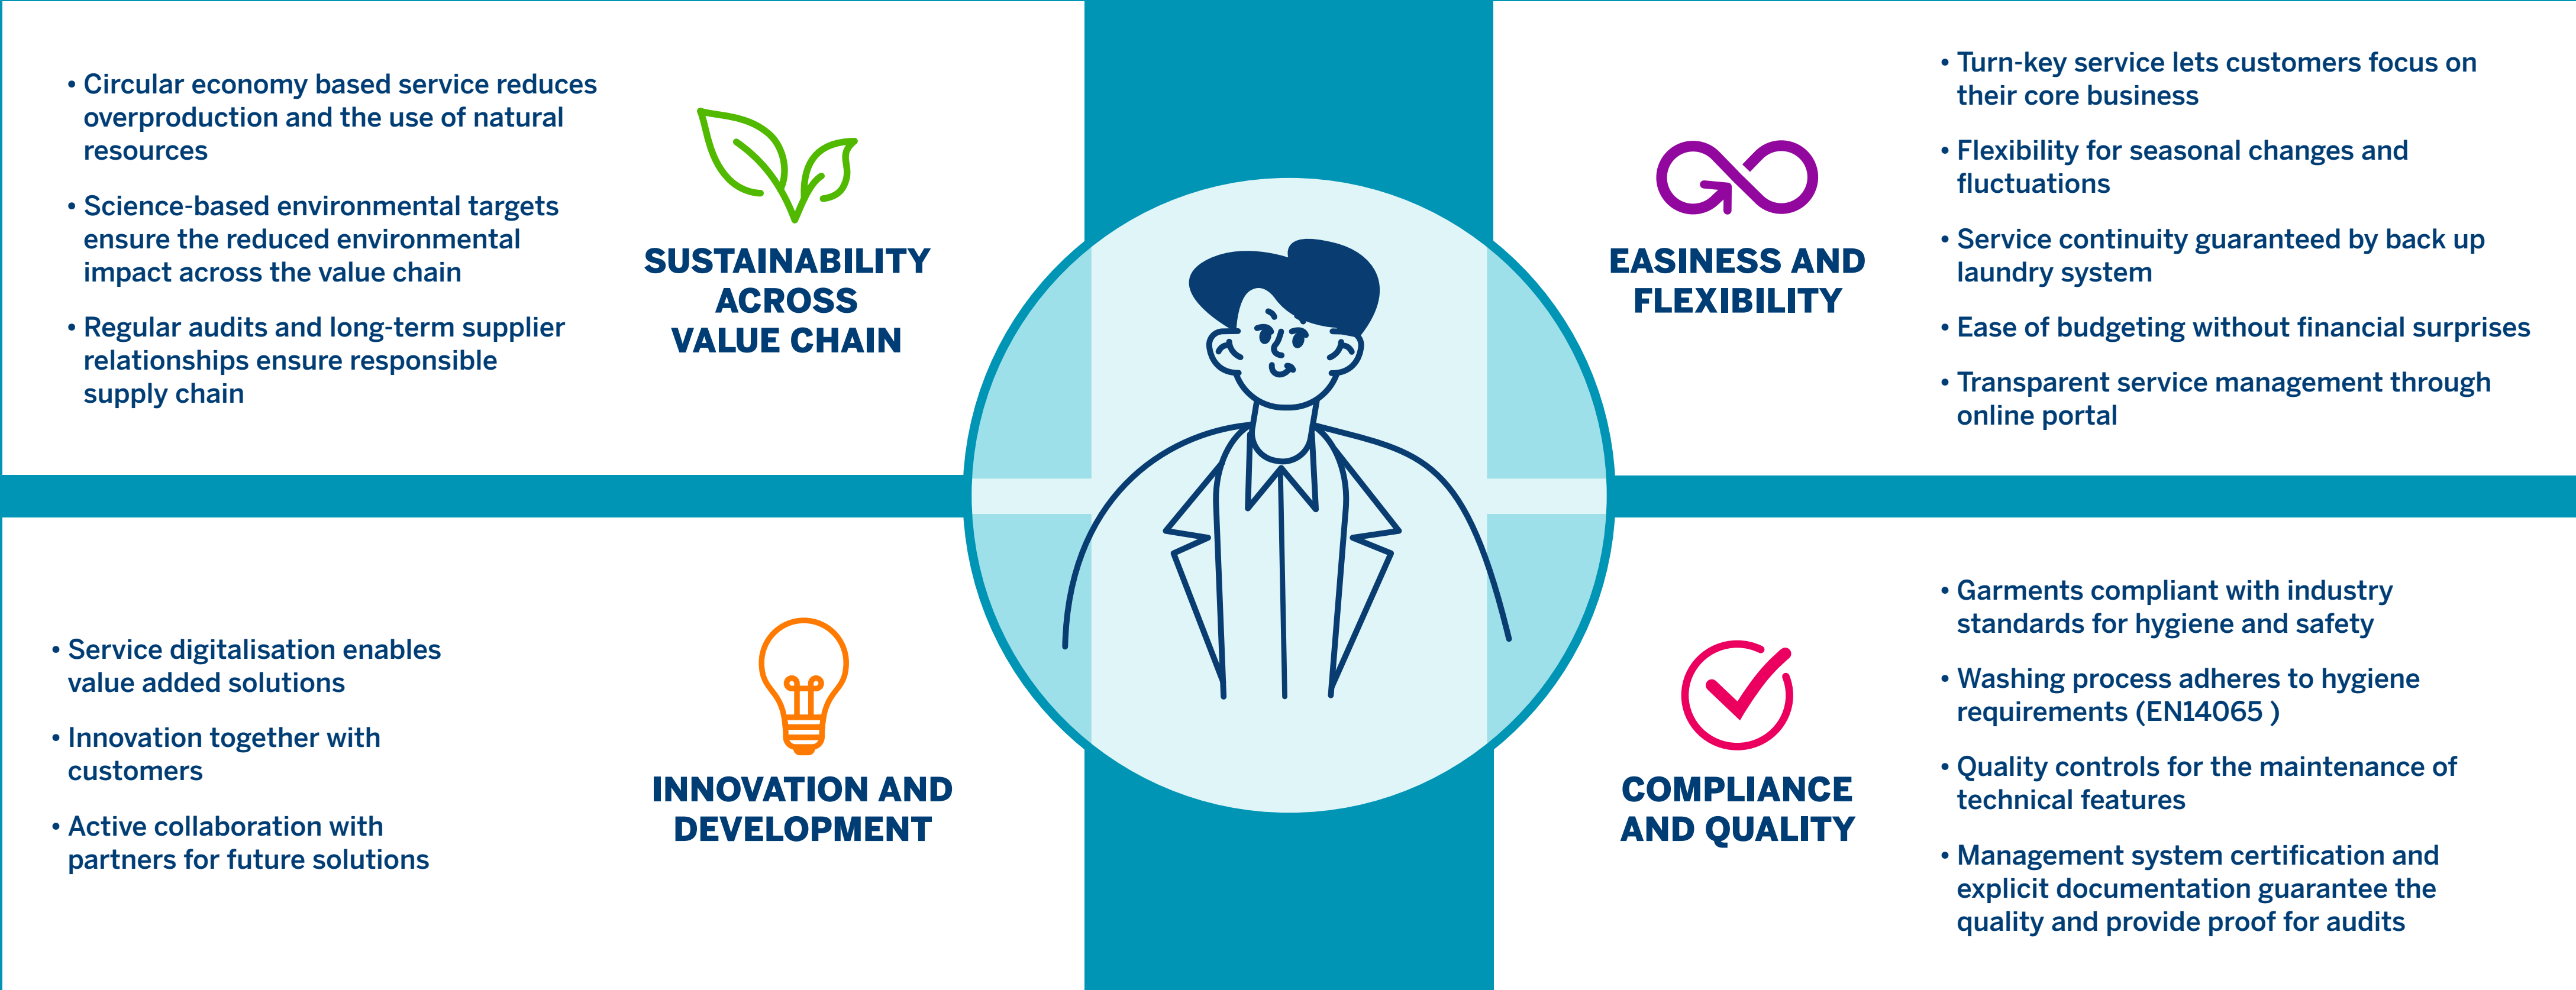 • Circular economy based service reduces
overproduction and the use of natural
resources
• Science-based environmental targets
ensure the reduced environmental
impact across the value chain
• Regular audits and long-term supplier
relationships ensure responsible
supply chain
SUSTAINABILITY
ACROSS
VALUE CHAIN
EASINESS AND
FLEXIBILITY
• Turn-key service lets customers focus on
their core business
• Flexibility for seasonal changes and
fluctuations
• Service continuity guaranteed by back up
laundry system
• Ease of budgeting without financial surprises
• Transparent service management through
online portal
• Service digitalisation enables
value added solutions
• Innovation together with
customers
• Active collaboration with
partners for future solutions
INNOVATION AND
DEVELOPMENT
COMPLIANCE
AND QUALITY
• Garments compliant with industry
standards for hygiene and safety
• Washing process adheres to hygiene
requirements (EN14065 )
• Quality controls for the maintenance of
technical features
• Management system certification and
explicit documentation guarantee the
quality and provide proof for audits